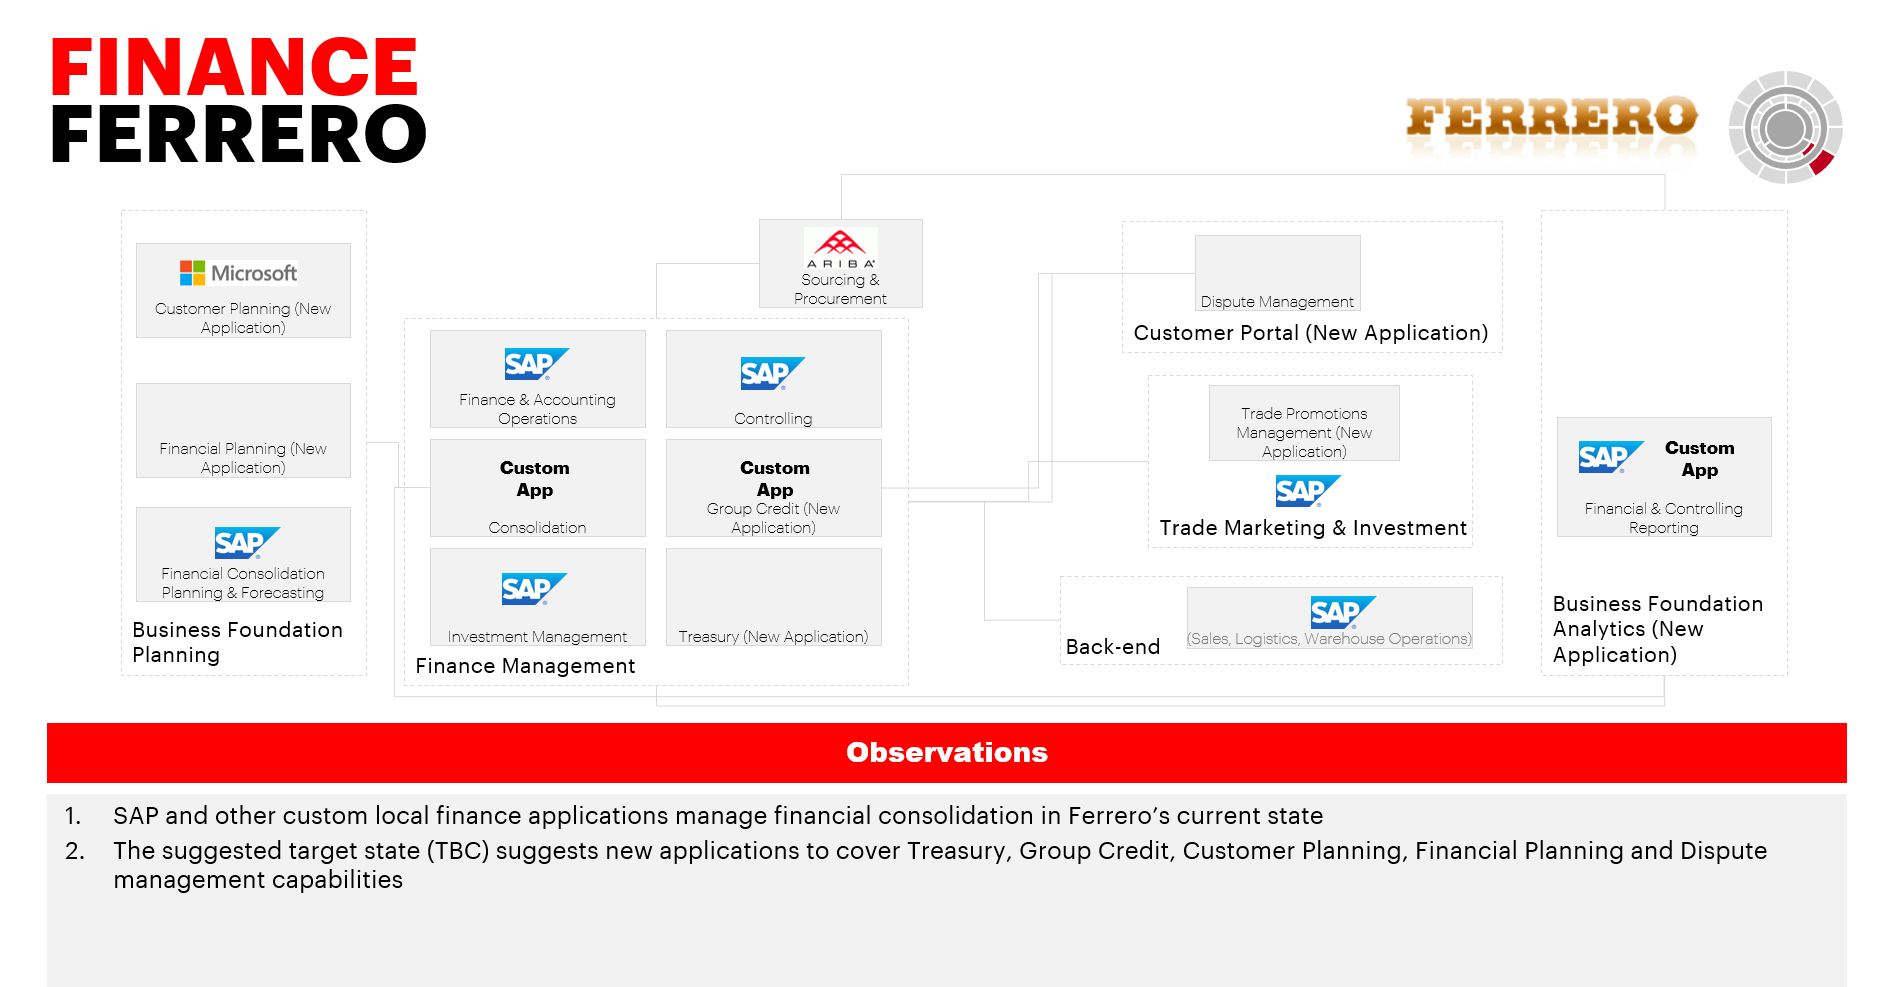 FINANCE
FERRERO
FERRERO
Microsoft
Customer Planning (New
Application)
Financial Planning (New
Application)
SAP
Financial Consolidation
Planning & Forecasting
Business Foundation
Planning
ARIBA
Sourcing &
Procurement
SAP
Finance & Accounting
Operations
SAP
Controlling
Custom
App
Consolidation
Custom
App
Group Credit (New
Application)
SAP
Investment Management
Treasury (New Application)
Finance Management
Dispute Management
Customer Portal (New Application)
Trade Promotions
Management (New
Application)
SAP
Trade Marketing & Investment
SAP
(Sales, Logistics, Warehouse Operations)
Back-end
SAP
Custom
App
Financial & Controlling
Reporting
Business Foundation
Analytics (New
Application)
Observations
1. SAP and other custom local finance applications manage financial consolidation in Ferrero’s current state
2. The suggested target state (TBC) suggests new applications to cover Treasury, Group Credit, Customer Planning, Financial Planning and Dispute
management capabilities